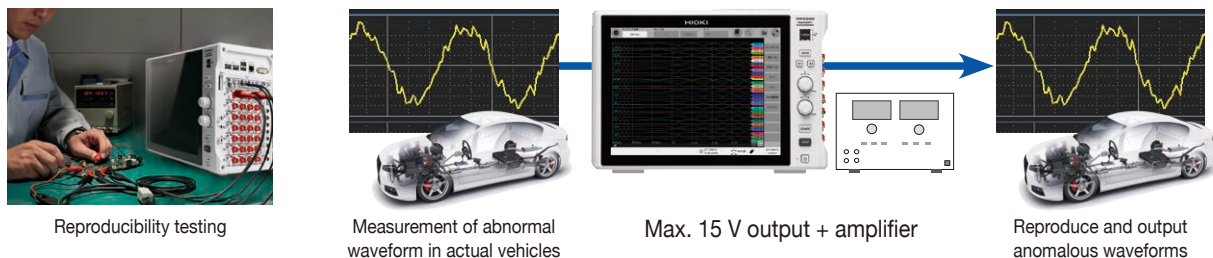 HIOKI
Reproducibility testing
Measurement of abnormal
waveform in actual vehicles
Max. 15 V output + amplifier
Reproduce and output
anomalous waveforms